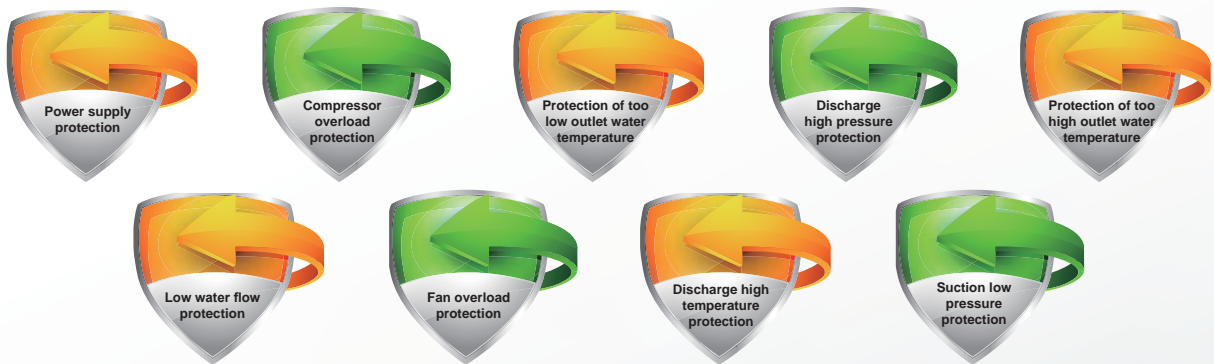 Power supply
protection
Compressor
overload
protection
Protection of too
low outlet water
temperature
Discharge
high pressure
protection
Protection of too
high outlet water
temperature
Low water flow
protection
Fan overload
protection
Discharge high
temperature
protection
Suction low
pressure
protection